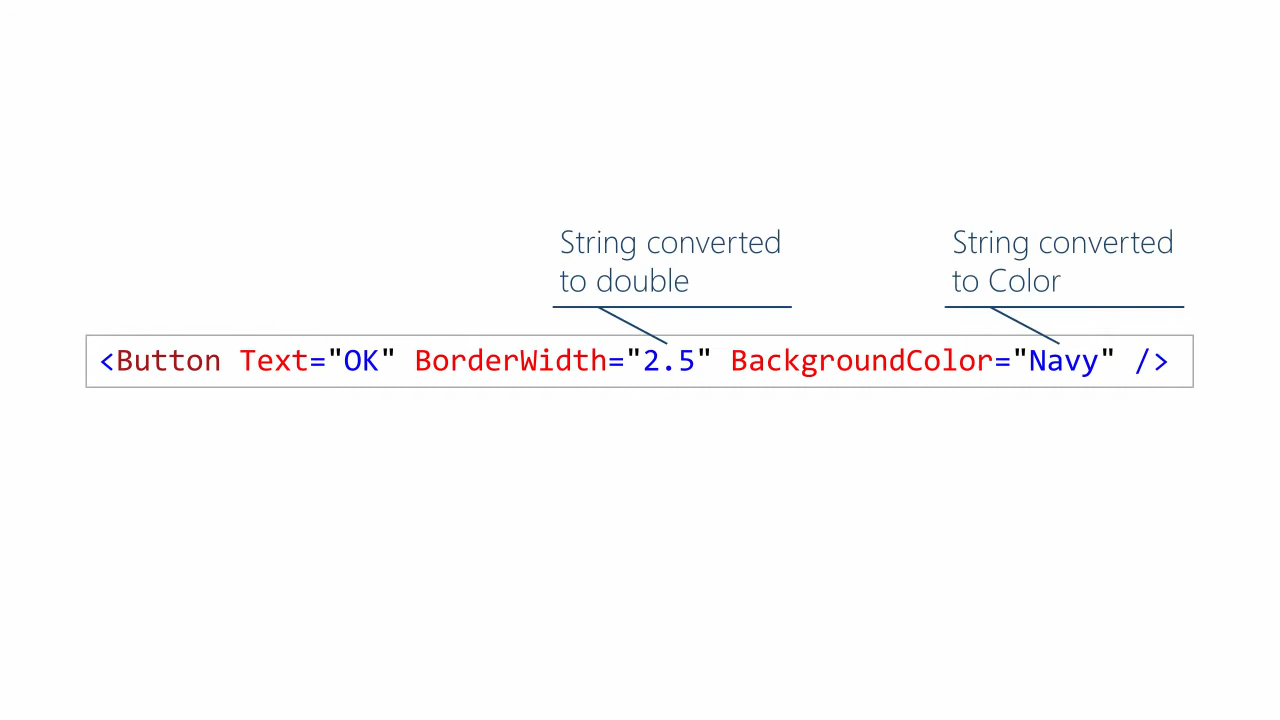 String converted
to double
String converted
to Color
<Button Text="OK" BorderWidth="2.5" BackgroundColor="Navy" />